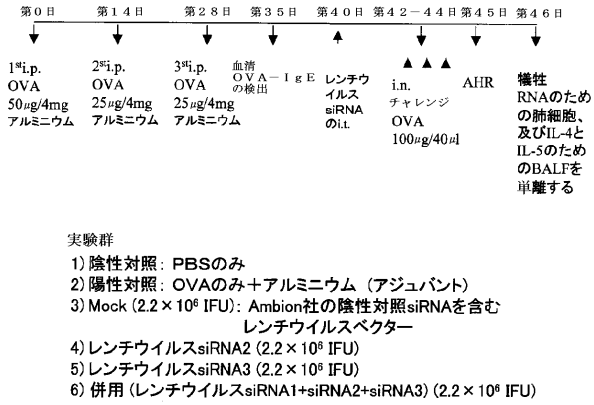 第0日 第14日 第28日 第35日 第40日 第42-44日 第45日 第46日
1st i.p.
OVA
50μg/4mg
アルミニウム
2st i.p.
OVA
25μg/4mg
アルミニウム
3st i.p.
OVA
25μg/4mg
アルミニウム
血清
OVA-IgE
の検出
レンチウ
イルス
siRNA
のi.t.
i.n.
チャレンジ
OVA
100μg/40μl
AHR
犠牲
RNAのため
の肺細胞、
及びIL-4と
IL-5のため
のBALFを
単離する
実験群
1)陰性対照: PBSのみ
2)陽性対照: OVAのみ+アルミニウム (アジュバント)
3)Mock (2.2×10⁶ IFU): Ambion社の陰性対照siRNAを含む
レンチウイルスベクター
4)レンチウイルスsiRNA2 (2.2×10⁶ IFU)
5)レンチウイルスsiRNA3 (2.2×10⁶ IFU)
6)併用 (レンチウイルスsiRNA1+siRNA2+siRNA3) (2.2×10⁶ IFU)